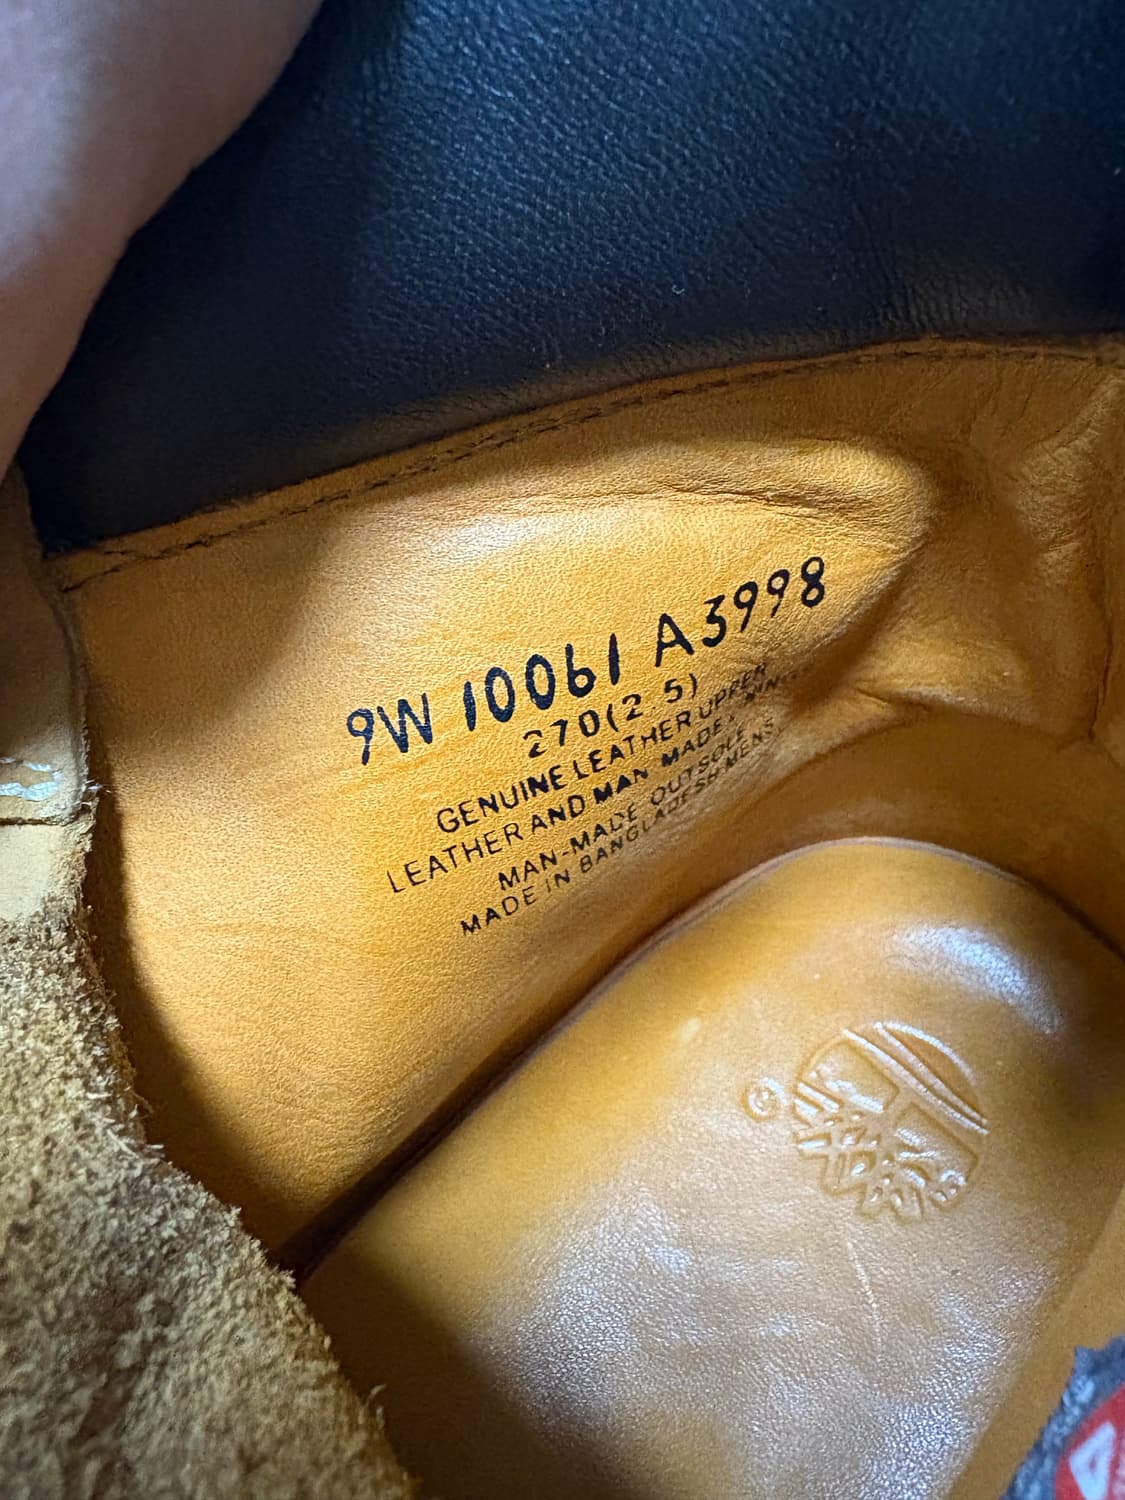 9W 10061 A3998
270(2.5)
GENUINE LEATHER UPPER
LEATHER AND MAN MADE
MAN-MADE OUTSOLE
MADE IN BANGLADESH MENS
®